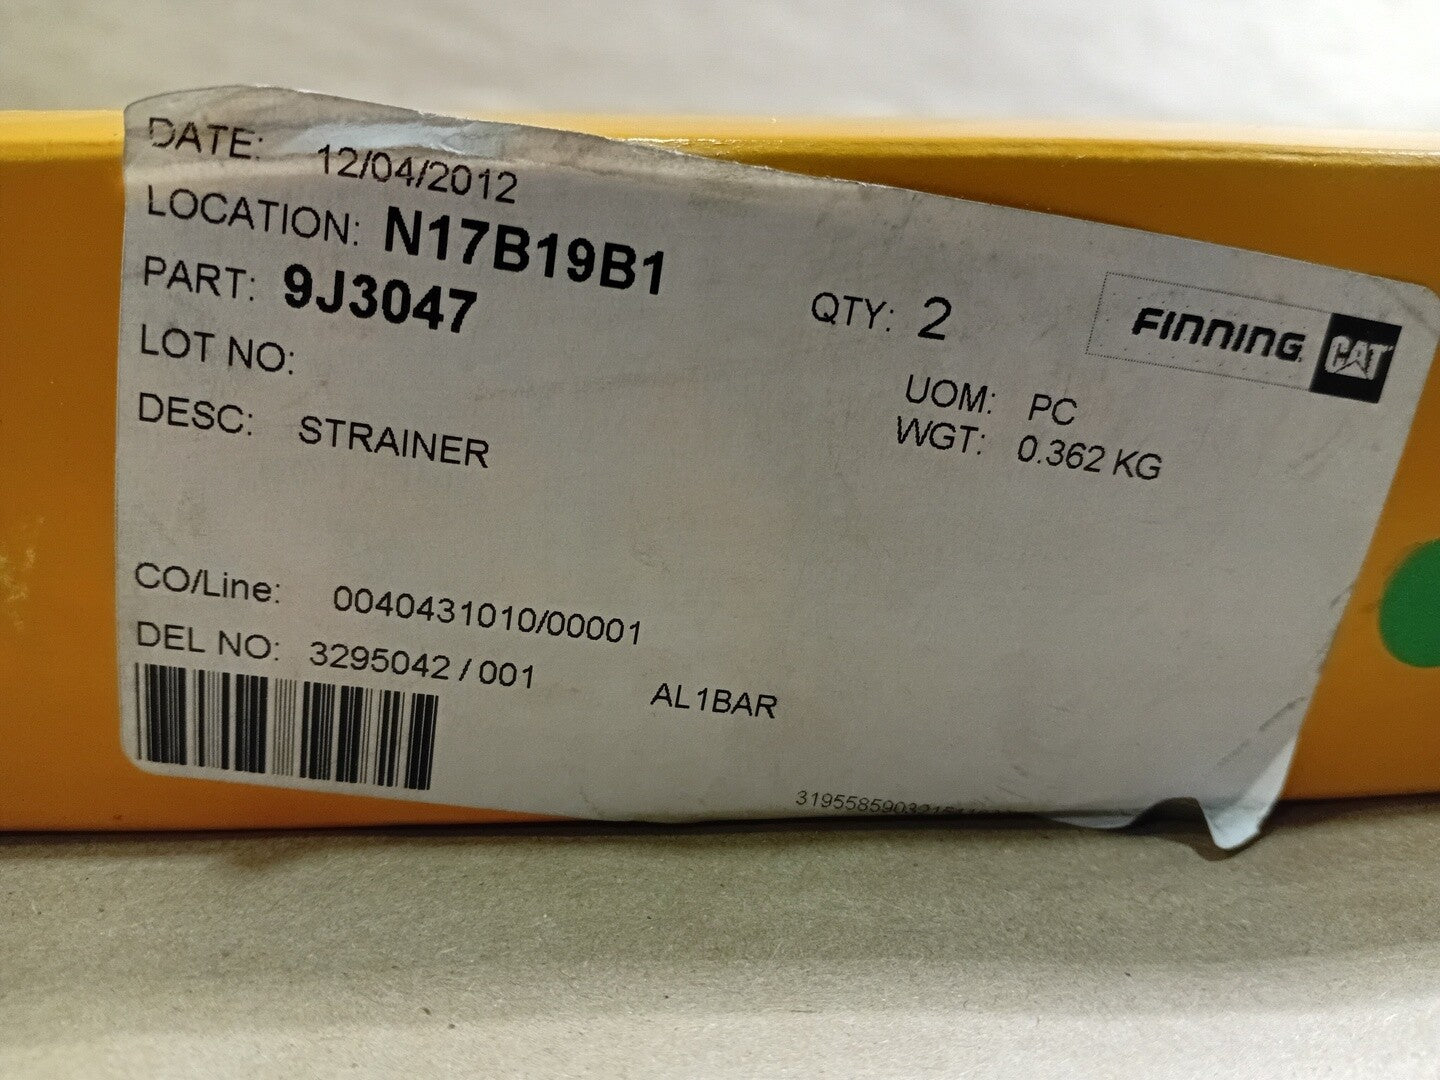 DATE: 12/04/2012
LOCATION: N17B19B1
PART: 9J3047
QTY: 2
FINNING CAT
LOT NO:
UOM: PC
DESC: STRAINER
WGT: 0.362 KG
CO/Line: 0040431010/00001
DEL NO: 3295042 / 001
AL1BAR